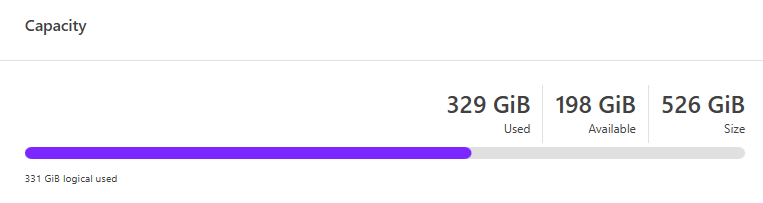 Capacity
329 GiB 198 GiB 526 GiB
Used Available Size
331 GiB logical used